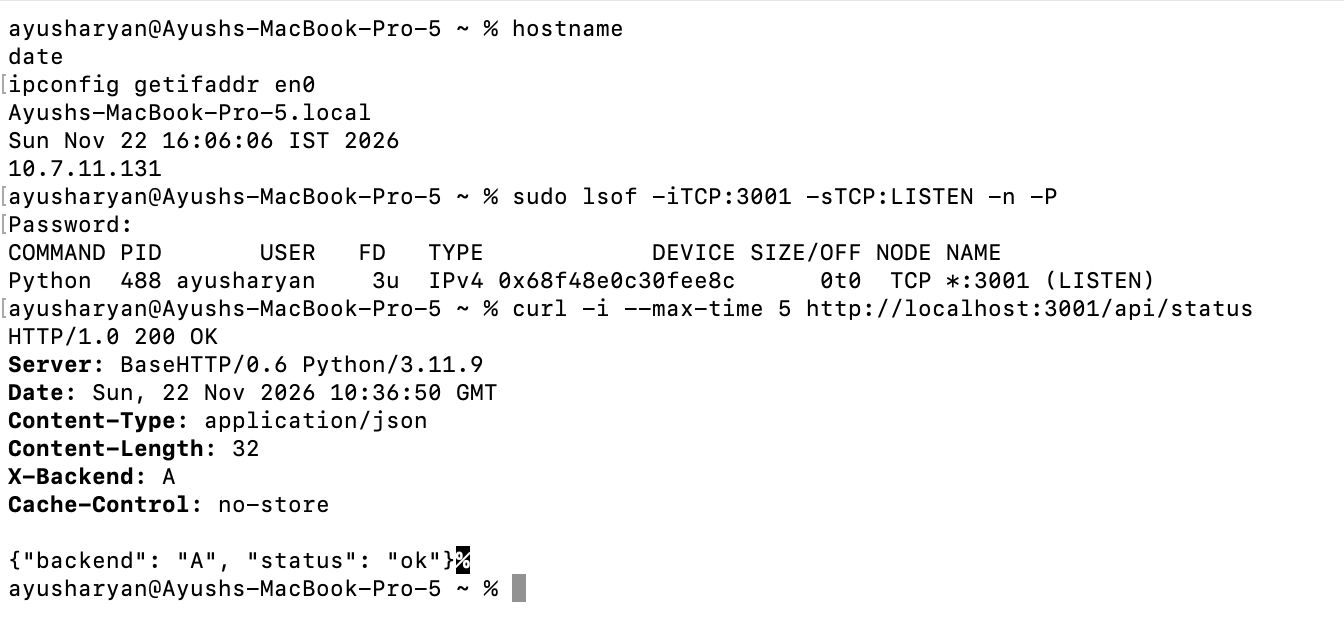 ayusharyan@Ayushs-MacBook-Pro-5 ~ % hostname
date
[ipconfig getifaddr en0
Ayushs-MacBook-Pro-5.local
Sun Nov 22 16:06:06 IST 2026
10.7.11.131
[ayusharyan@Ayushs-MacBook-Pro-5 ~ % sudo lsof -iTCP:3001 -sTCP:LISTEN -n -P
[Password:
COMMAND PID       USER   FD   TYPE            DEVICE SIZE/OFF NODE NAME
Python  488 ayusharyan    3u  IPv4 0x68f48e0c30fee8c      0t0  TCP *:3001 (LISTEN)
[ayusharyan@Ayushs-MacBook-Pro-5 ~ % curl -i --max-time 5 http://localhost:3001/api/status
HTTP/1.0 200 OK
Server: BaseHTTP/0.6 Python/3.11.9
Date: Sun, 22 Nov 2026 10:36:50 GMT
Content-Type: application/json
Content-Length: 32
X-Backend: A
Cache-Control: no-store

{"backend": "A", "status": "ok"}%
ayusharyan@Ayushs-MacBook-Pro-5 ~ %